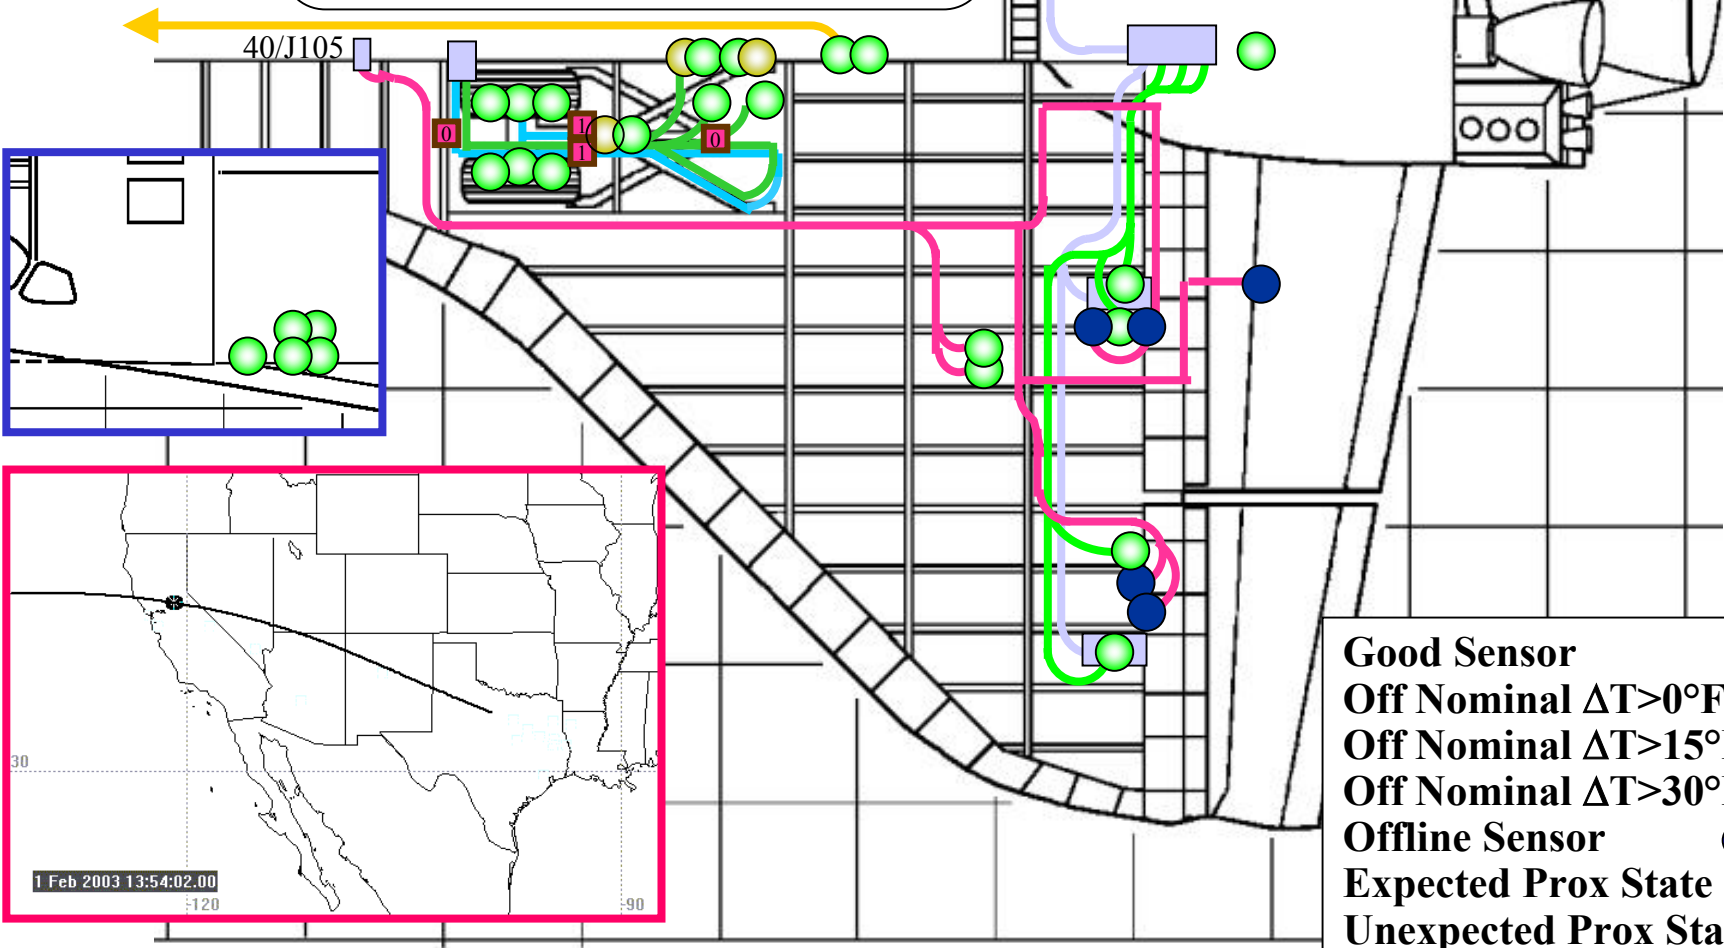 40/J105
0
1
1
0
30
1 Feb 2003 13:54:02.00
-120
-90
Good Sensor
Off Nominal ΔT>0°F
Off Nominal ΔT>15°
Off Nominal ΔT>30°
Offline Sensor
Expected Prox State
Unexpected Prox Sta